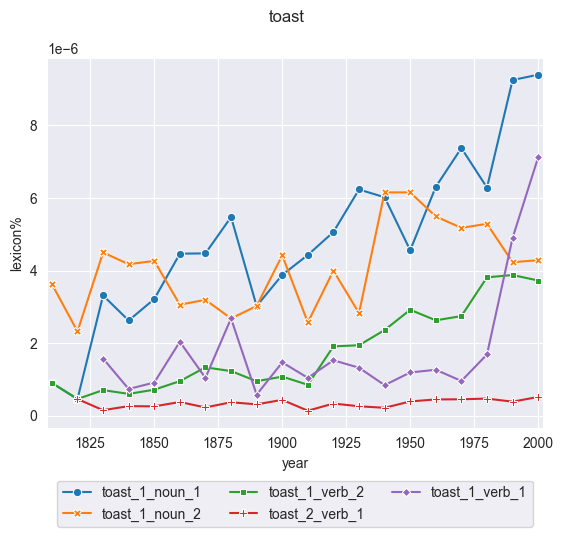 toast
1e−6
8
6
4
2
0
lexicon%
1825 1850 1875 1900 1925 1950 1975 2000
year
toast_1_noun_1 toast_1_verb_2 toast_1_verb_1
toast_1_noun_2 toast_2_verb_1